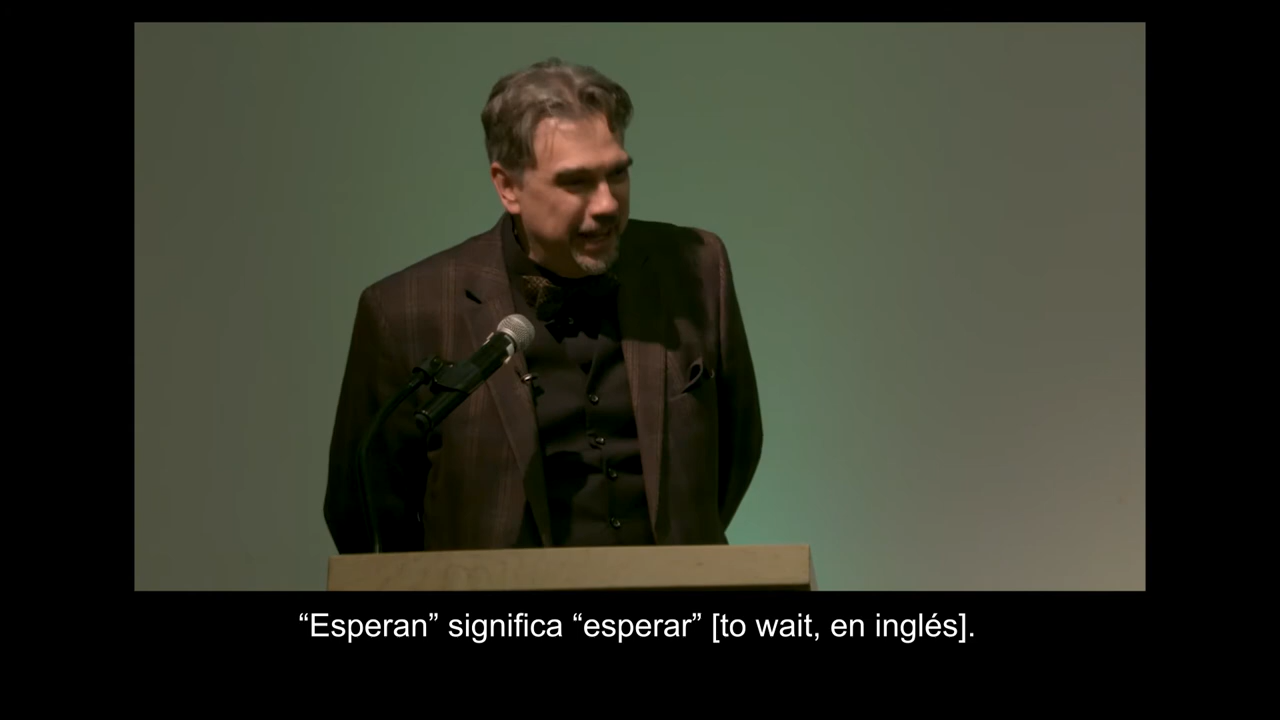 “Esperan” significa “esperar” [to wait, en inglés].